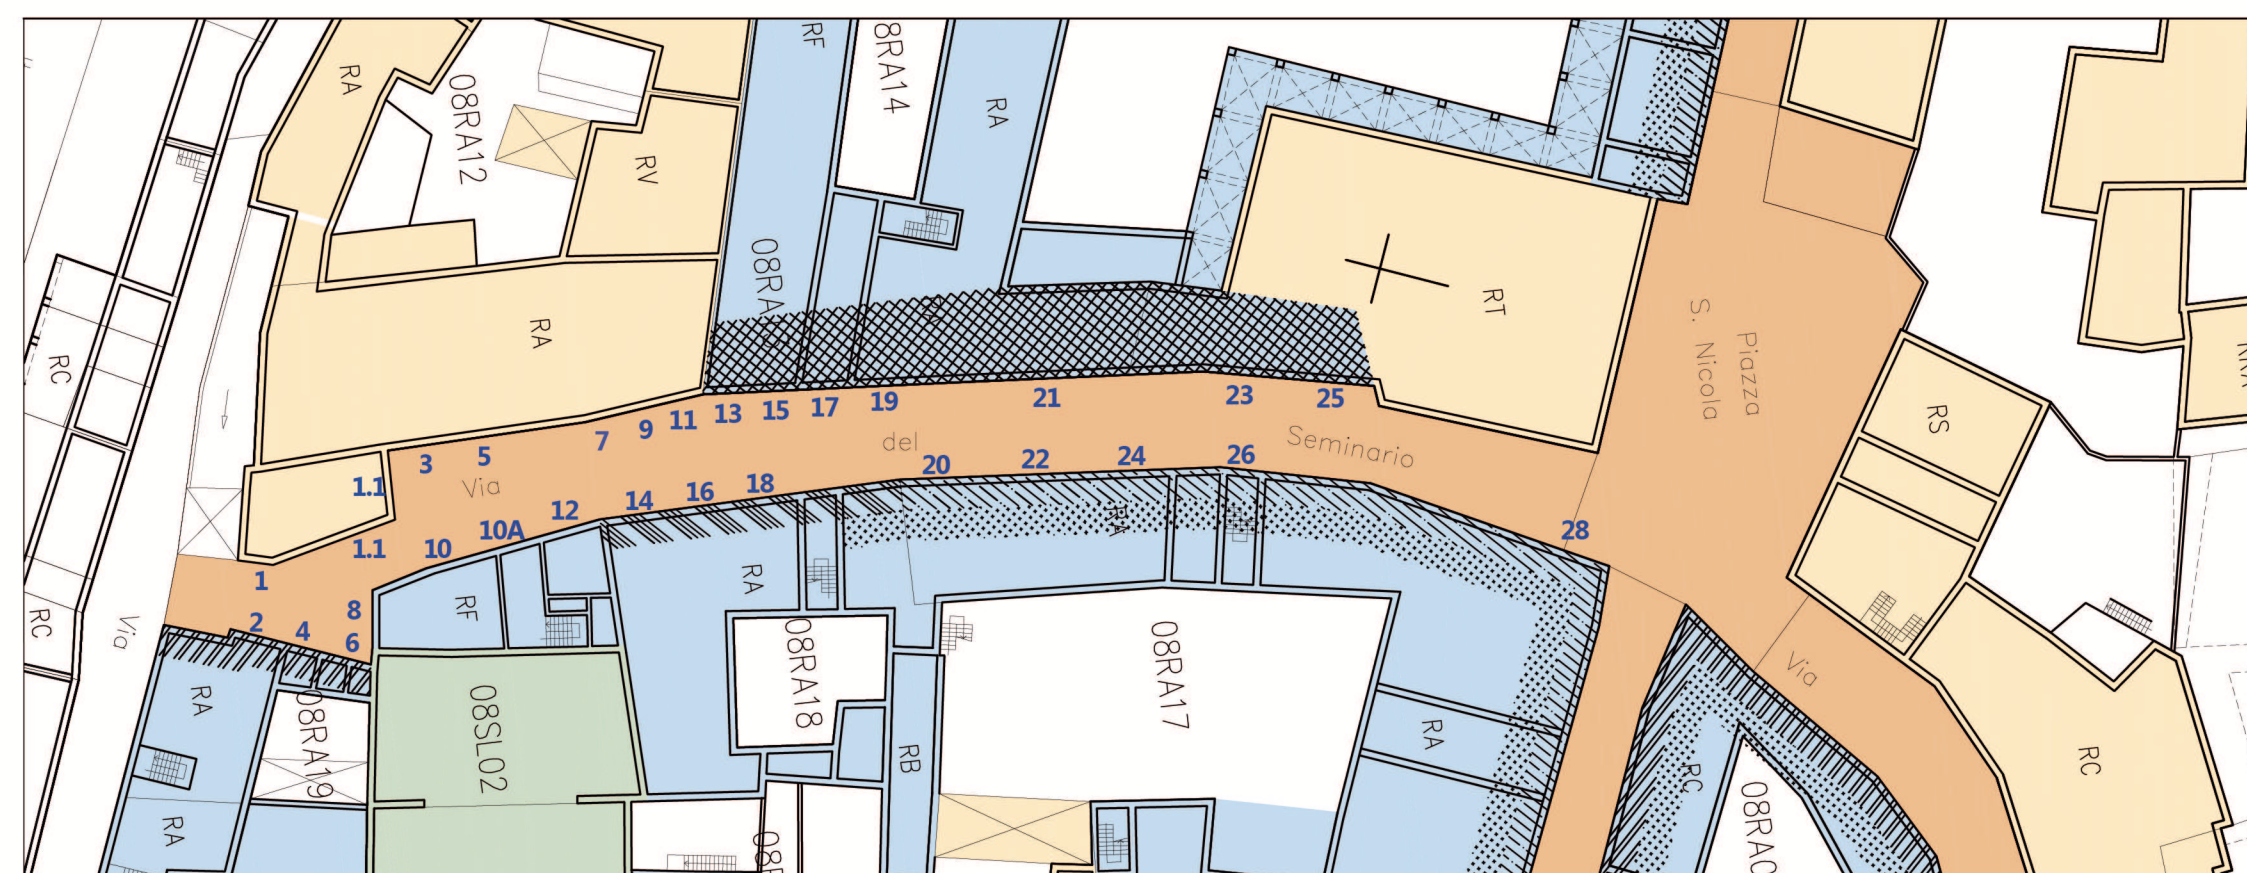 RF
08RA14
RA
08RA12
RA
RV
08RA
RA
RT
RC
Piazza
S. Nicola
RS
21
23
25
19
17
15
13
11
9
7
5
3
1.1
del
Seminario
Via
20
22
24
26
18
16
14
12
10A
10
1.1
28
1
8
2
4
6
RA
RA
RF
RC
Via
Via
RA
08RA19
08SL02
08RA18
08RA17
RB
RA
RC
RC
RA
08RA0